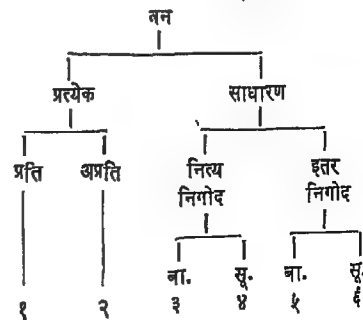 वन
प्रत्येक साधारण
प्रति अप्रति नित्य निगोद इतर निगोद
बा. सू. बा. सू.
१ २ ३ ४ ५ ६